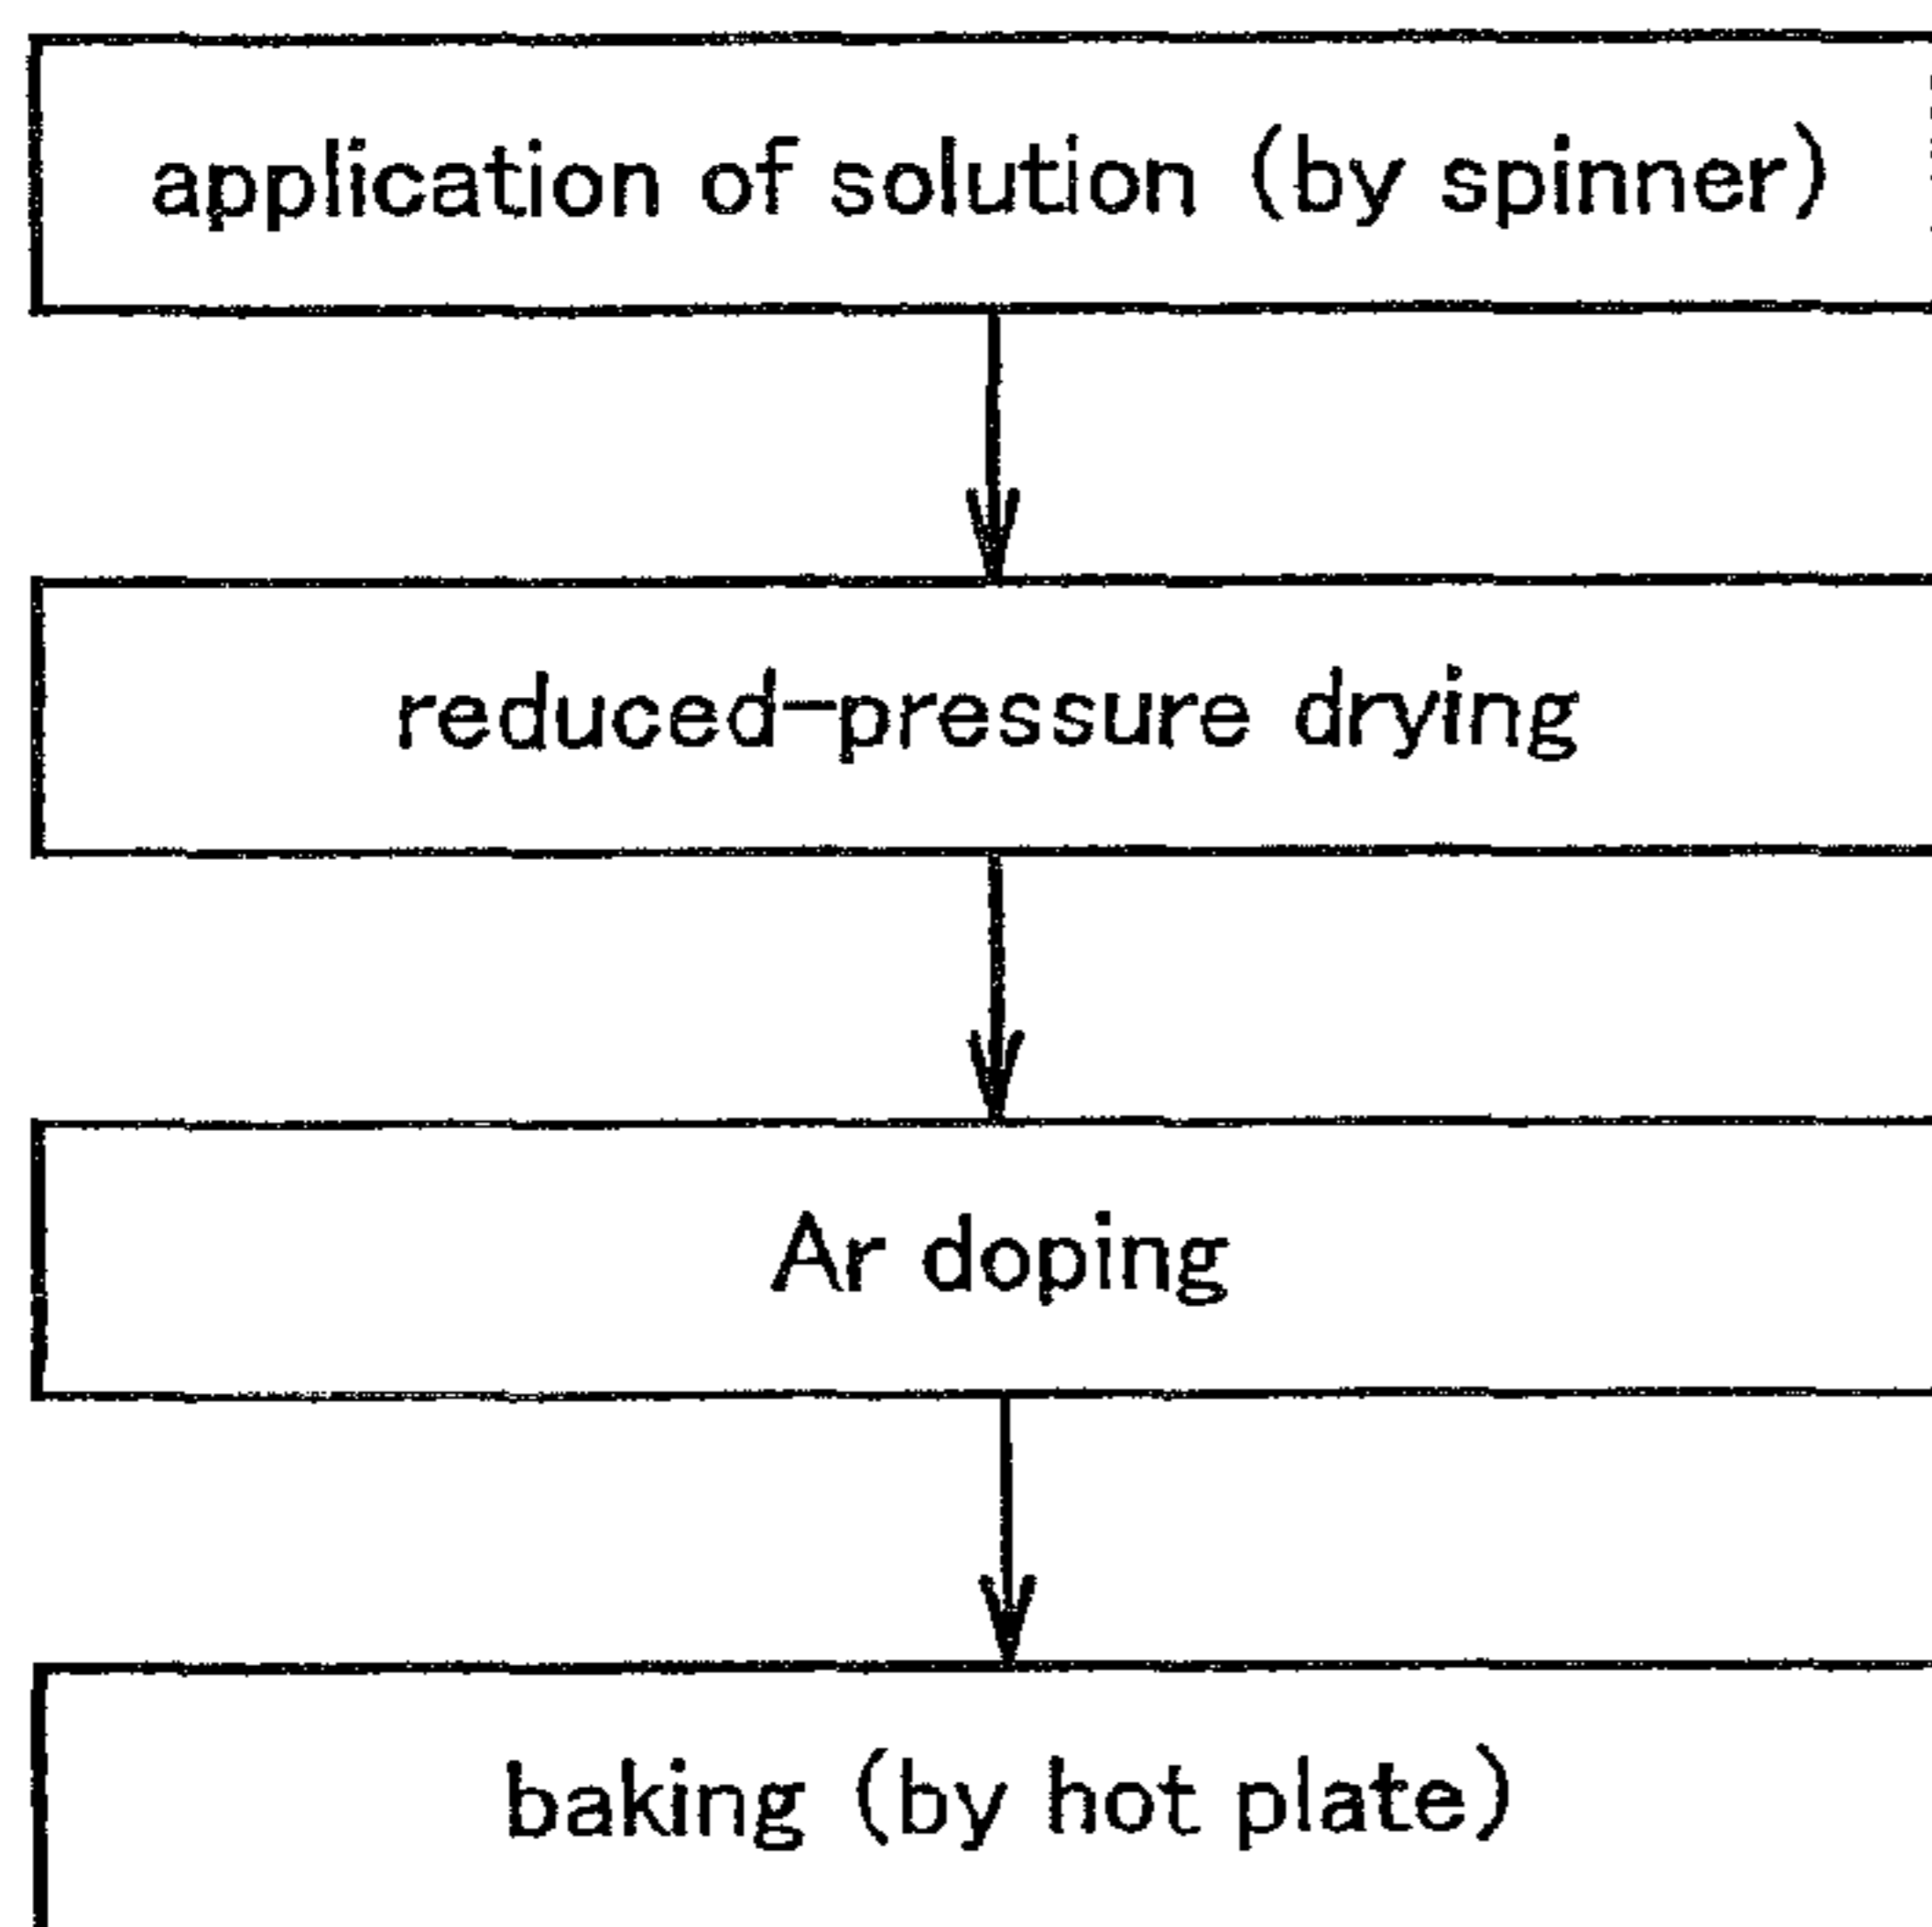 application of solution (by spinner)
reduced-pressure drying
Ar doping
baking (by hot plate)